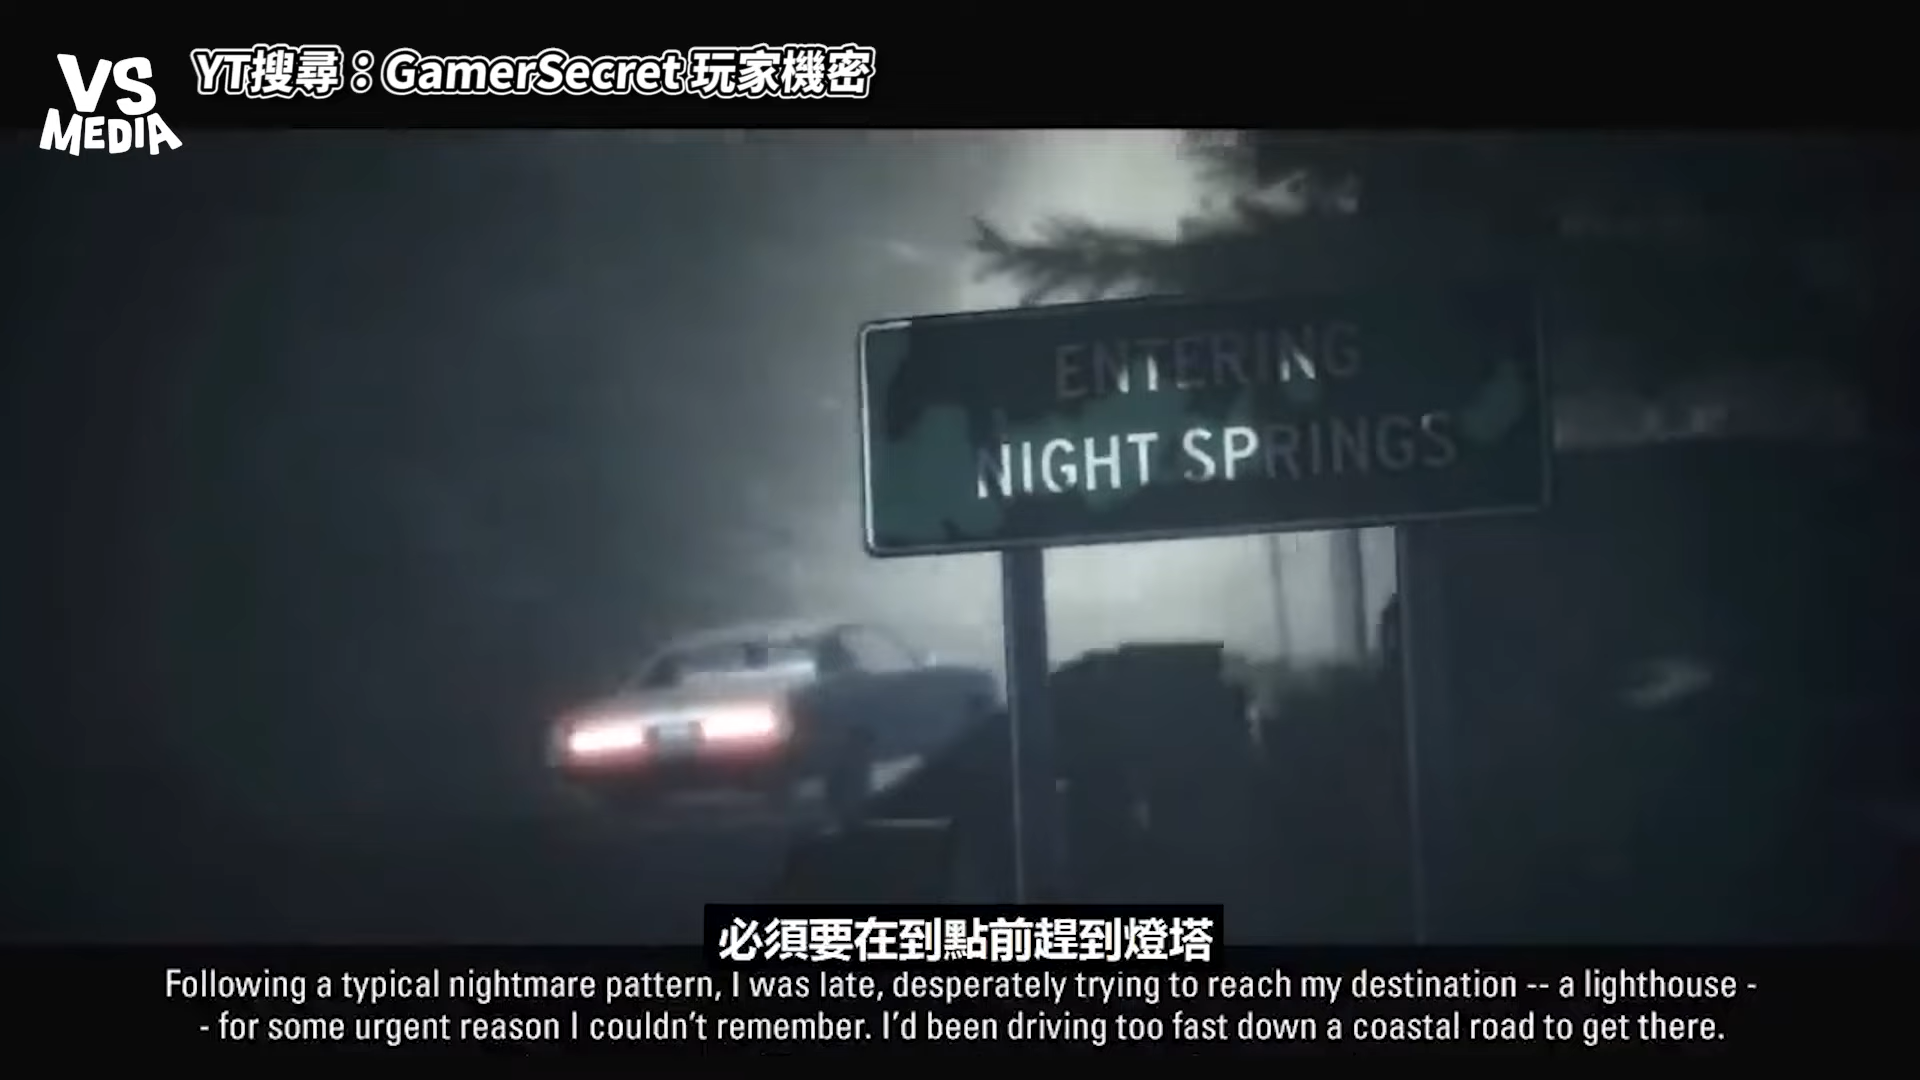 VS
MEDIA
YT搜尋：GamerSecret 玩家機密
ENTERING
NIGHT SPRINGS
必須要在到點前趕到燈塔
Following a typical nightmare pattern, I was late, desperately trying to reach my destination -- a lighthouse -
- for some urgent reason I couldn't remember. I'd been driving too fast down a coastal road to get there.